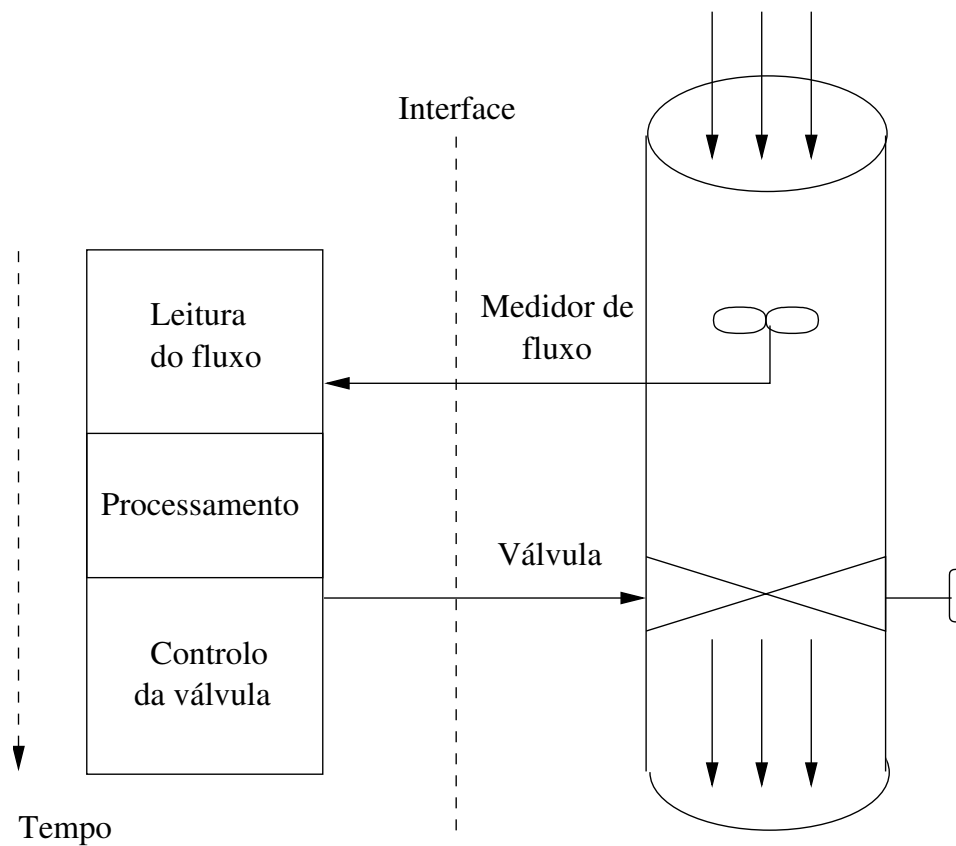 Interface
Leitura
do fluxo
Medidor de
fluxo
Processamento
Válvula
Controlo
da válvula
Tempo